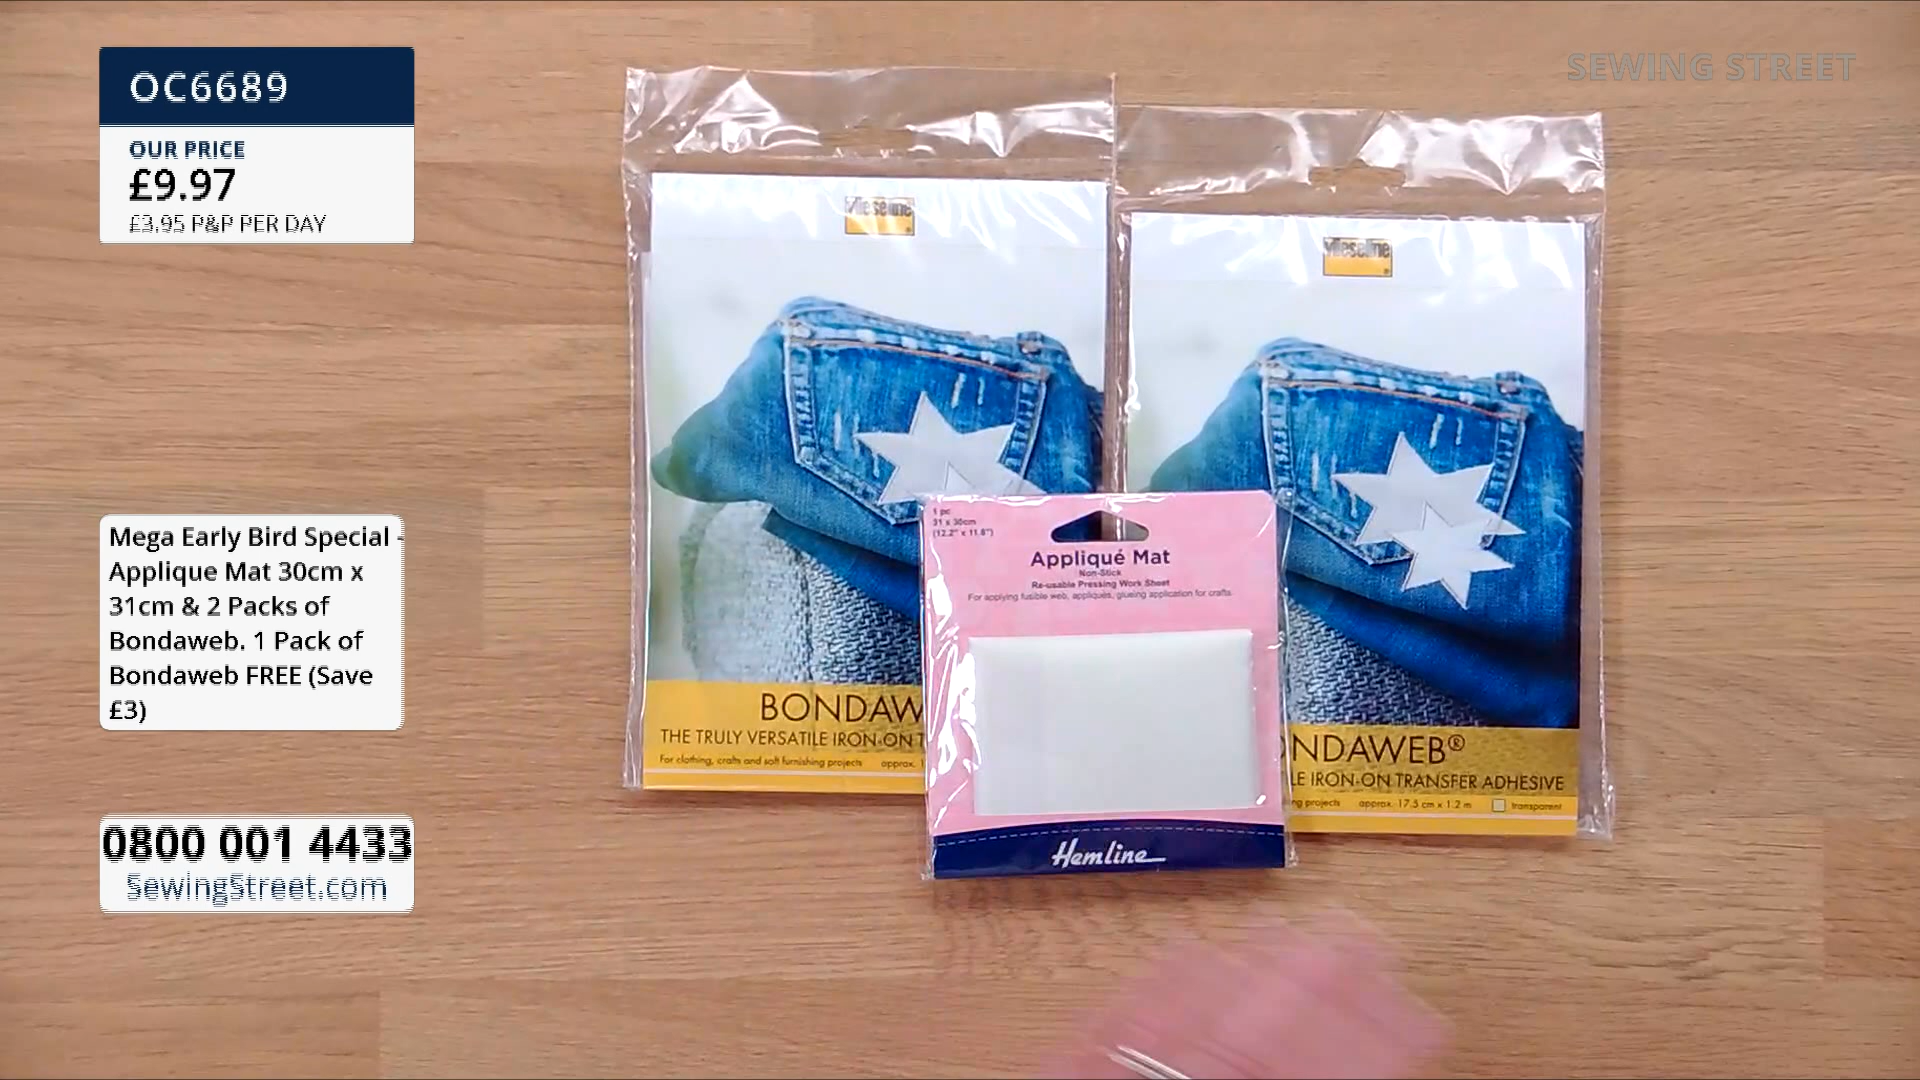 OC6689
OUR PRICE
£9.97
£3.95 P&P PER DAY
Mega Early Bird Special -
Applique Mat 30cm x
31cm & 2 Packs of
Bondaweb. 1 Pack of
Bondaweb FREE (Save
£3)
0800 001 4433
SewingStreet.com
SEWING STREET
vlieseline
BONDAW
THE TRULY VERSATILE IRON-ON T
For clothing, crafts and soft furnishing projects approx. 1
vlieseline
NDAWEB®
LE IRON-ON TRANSFER ADHESIVE
ng projects approx. 17.5 cm x 1.2 m transparent
1 pc
31 x 30cm
(12.2" x 11.8")
Appliqué Mat
Non-Stick
Re-usable Pressing Work Sheet
For applying fusible web, appliqués, glueing application for crafts.
Hemline